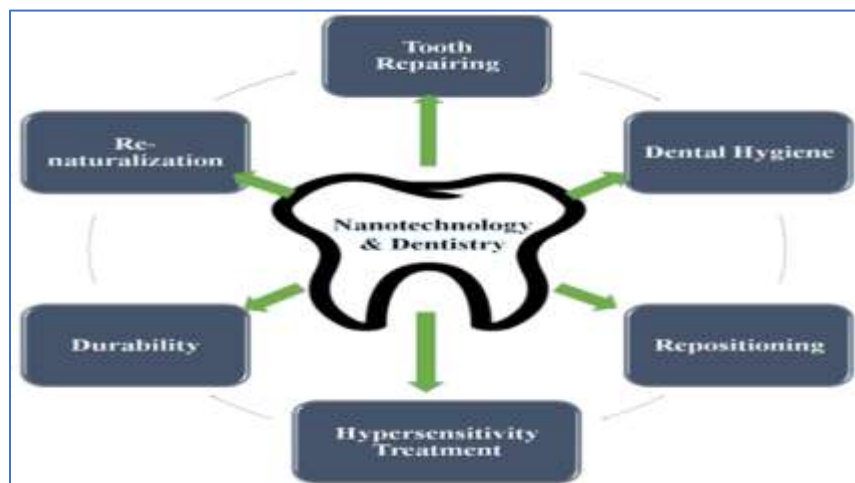 Tooth
Repairing
Re-
naturalization
Dental Hygiene
Nanotechnology
& Dentistry
Durability
Repositioning
Hypersensitivity
Treatment